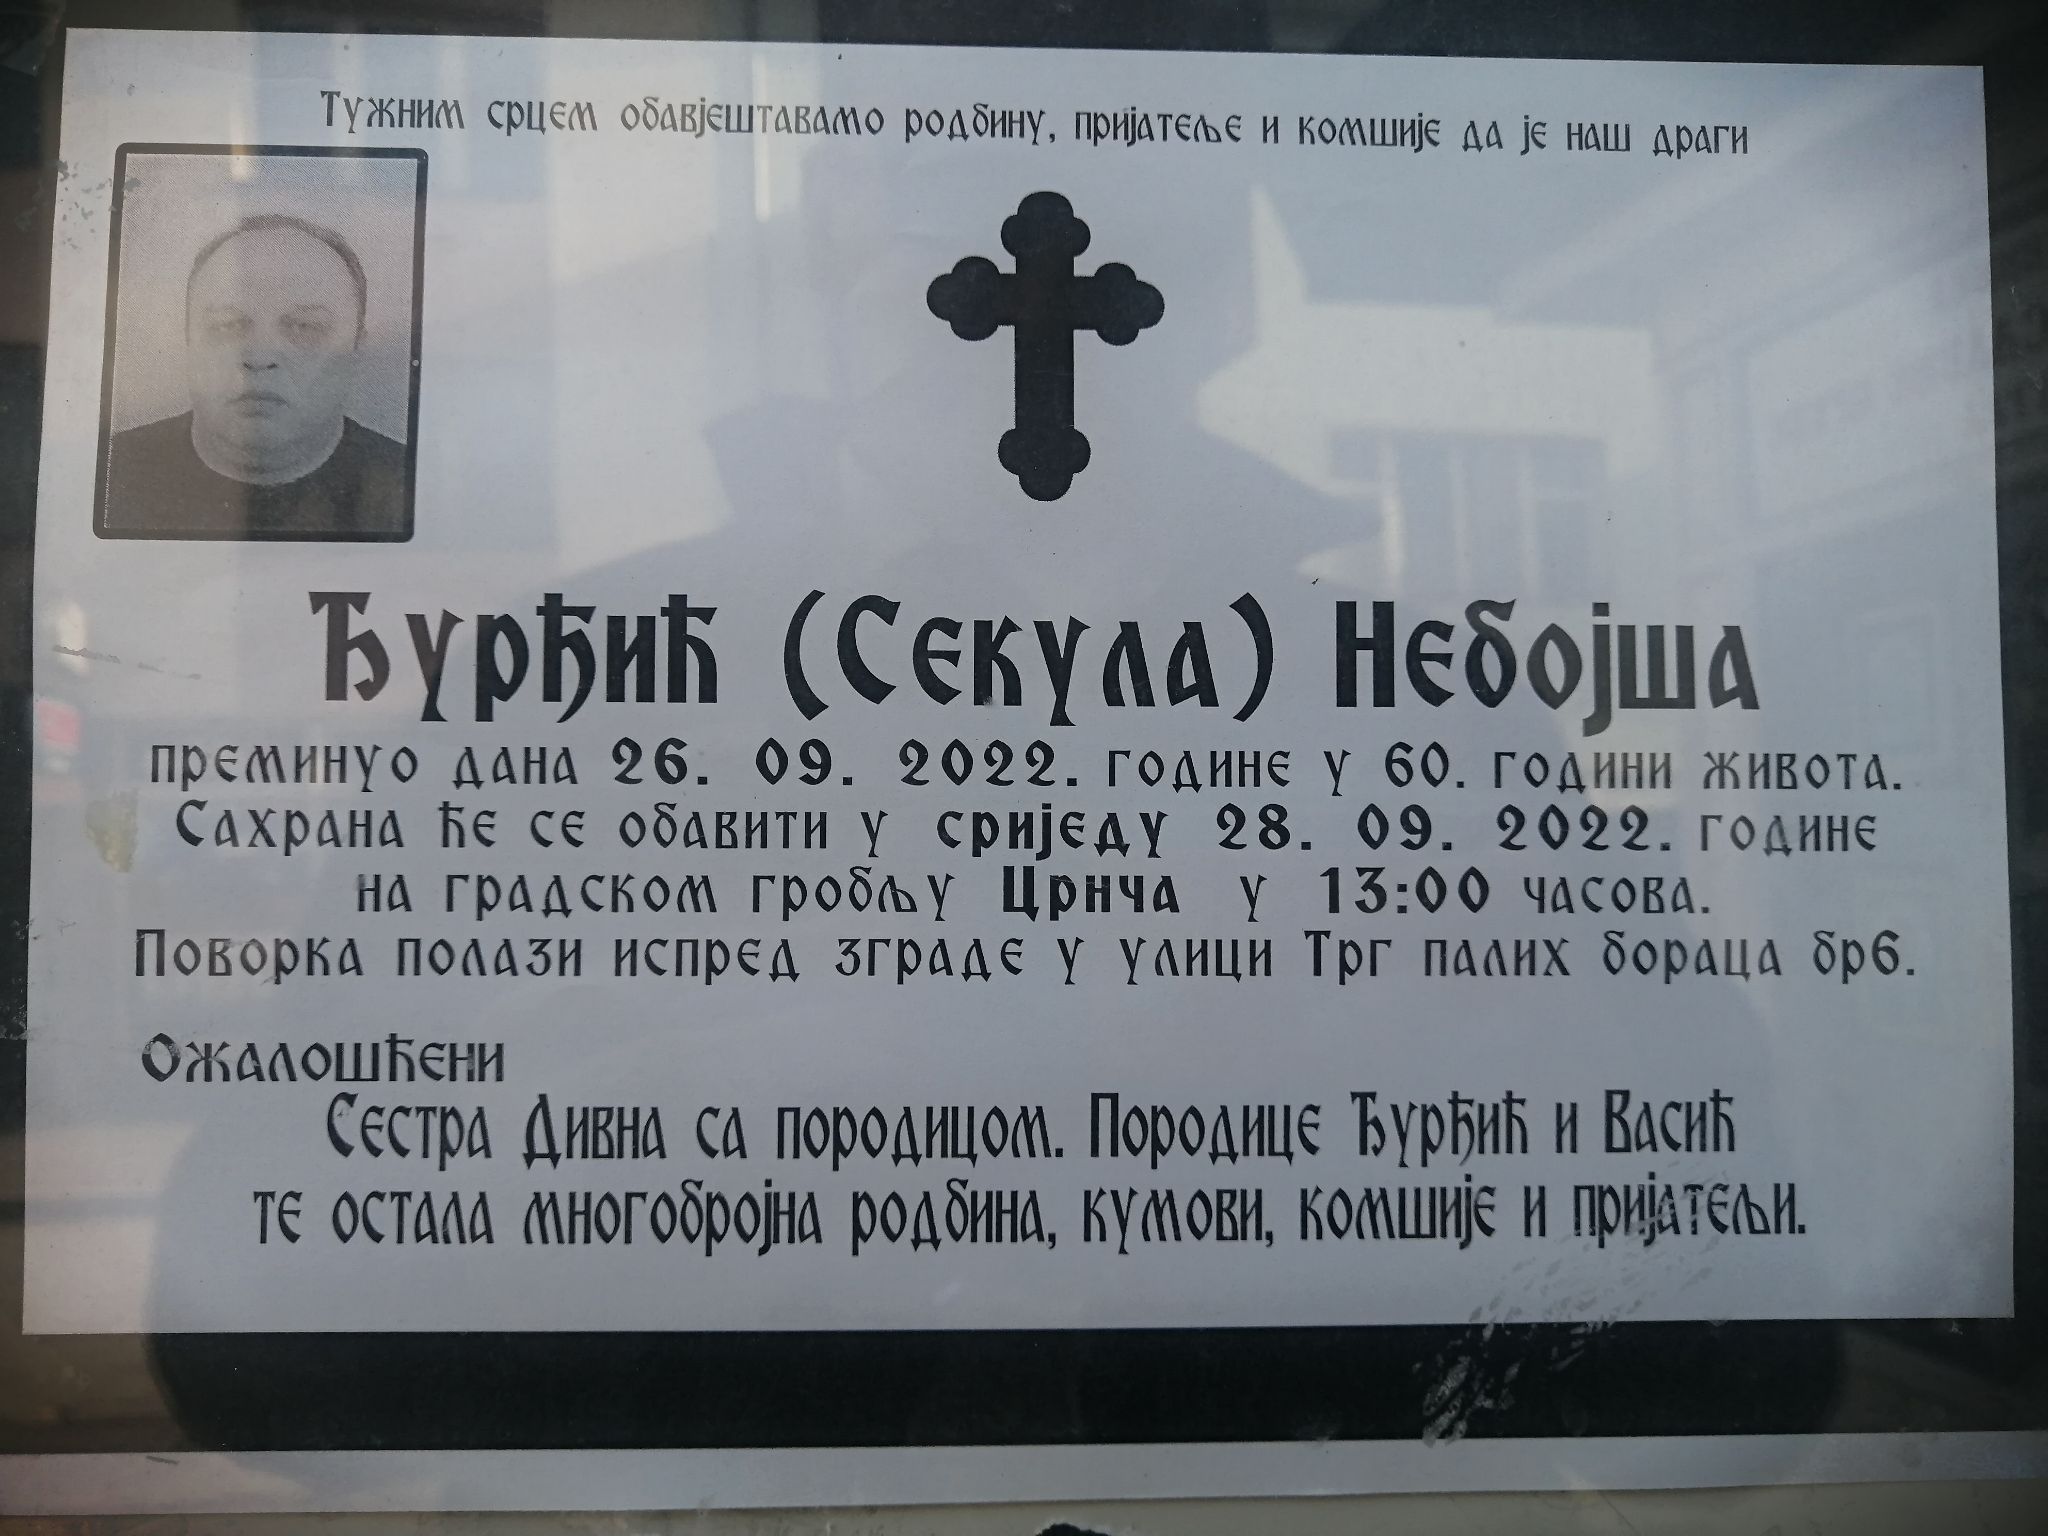 Тужним срцем обавјештавамо родбину, пријатеље и комшије да је наш драги
Ђурђић (Секула) Небојша
преминуо дана 26. 09. 2022. године у 60. години живота.
Сахрана ће се обавити у сриједу 28. 09. 2022. године
на градском гробљу Црнча у 13:00 часова.
Поворка полази испред зграде у улици Трг палих бораца бр6.
Ожалошћени
Сестра Дивна са породицом. Породице Ђурђић и Васић
те остала многобројна родбина, кумови, комшије и пријатељи.